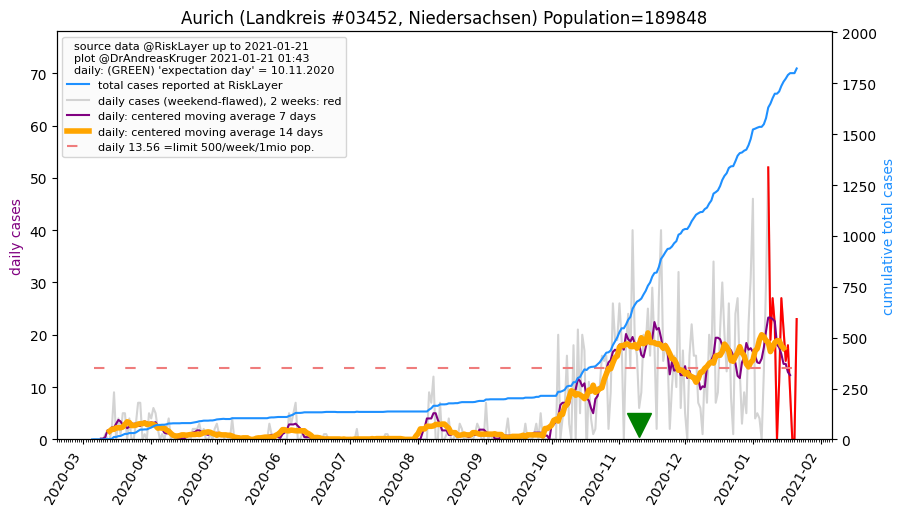 Aurich (Landkreis #03452, Niedersachsen) Population=189848
source data @RiskLayer up to 2021-01-21
plot @DrAndreasKruger 2021-01-21 01:43
daily: (GREEN) 'expectation day' = 10.11.2020
total cases reported at RiskLayer
daily cases (weekend-flawed), 2 weeks: red
daily: centered moving average 7 days
daily: centered moving average 14 days
daily 13.56 =limit 500/week/1mio pop.
daily cases
70
60
50
40
30
20
10
0
cumulative total cases
2000
1750
1500
1250
1000
750
500
250
0
2020-03
2020-04
2020-05
2020-06
2020-07
2020-08
2020-09
2020-10
2020-11
2020-12
2021-01
2021-02